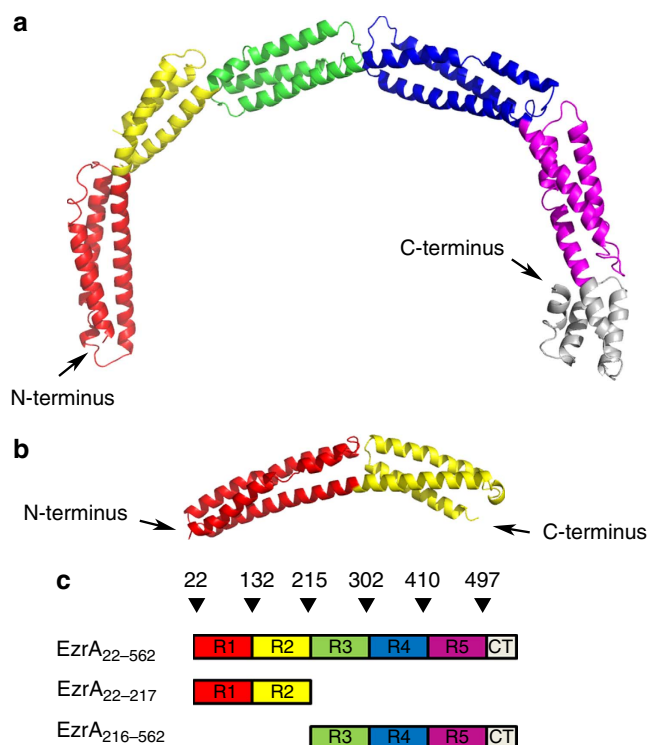 a
C-terminus
N-terminus
b
N-terminus
C-terminus
c
22 132 215 302 410 497
EzrA22–562 R1 R2 R3 R4 R5 CT
EzrA22–217 R1 R2
EzrA216–562 R3 R4 R5 CT